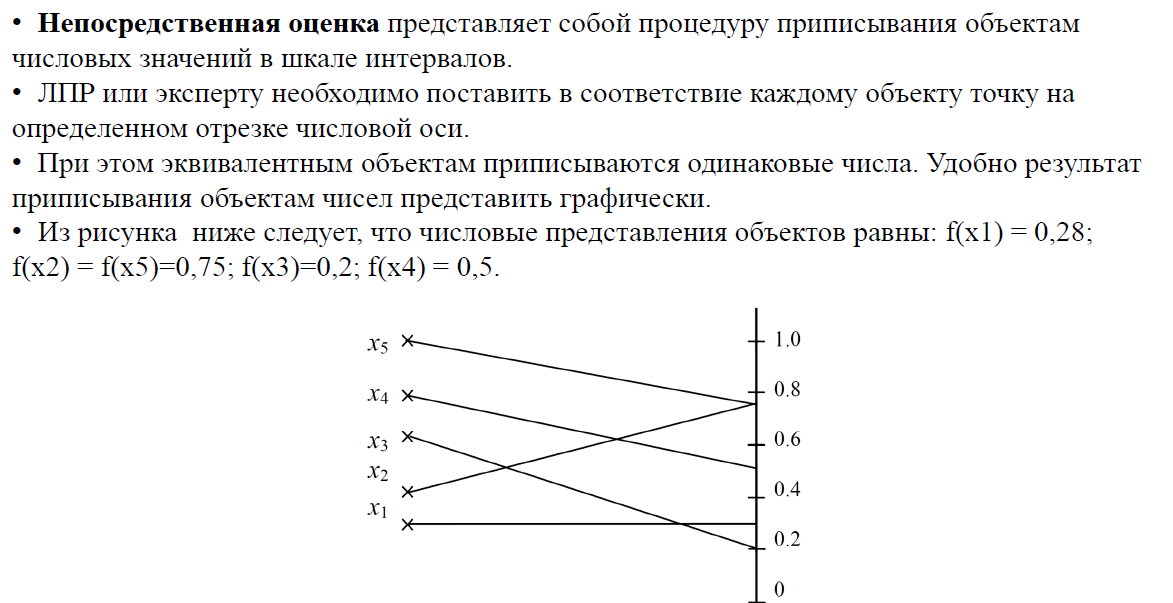 • Непосредственная оценка представляет собой процедуру приписывания объектам
числовых значений в шкале интервалов.
• ЛПР или эксперту необходимо поставить в соответствие каждому объекту точку на
определенном отрезке числовой оси.
• При этом эквивалентным объектам приписываются одинаковые числа. Удобно результат
приписывания объектам чисел представить графически.
• Из рисунка ниже следует, что числовые представления объектов равны: f(x1) = 0,28;
f(x2) = f(x5)=0,75; f(x3)=0,2; f(x4) = 0,5.
x5 1.0
x4 0.8
x3 0.6
x2 0.4
x1 0.2
0